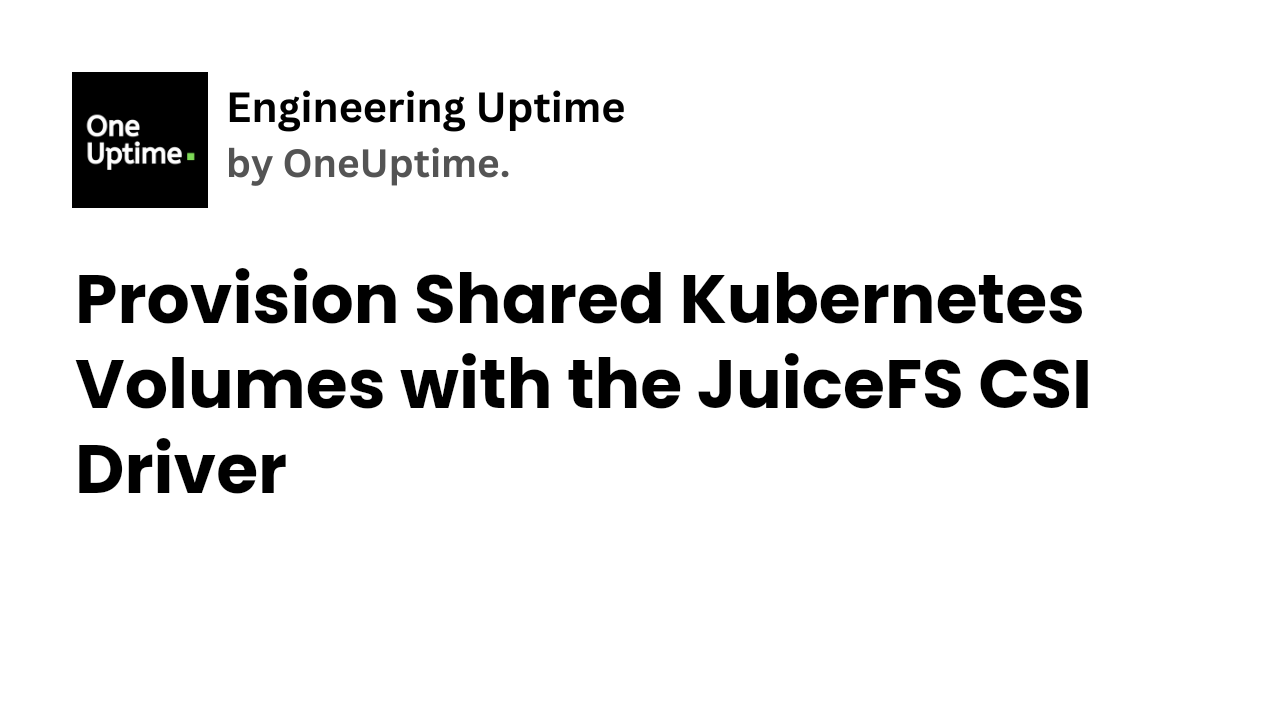 One
Uptime
Engineering Uptime
by OneUptime.
Provision Shared Kubernetes
Volumes with the JuiceFS CSI
Driver